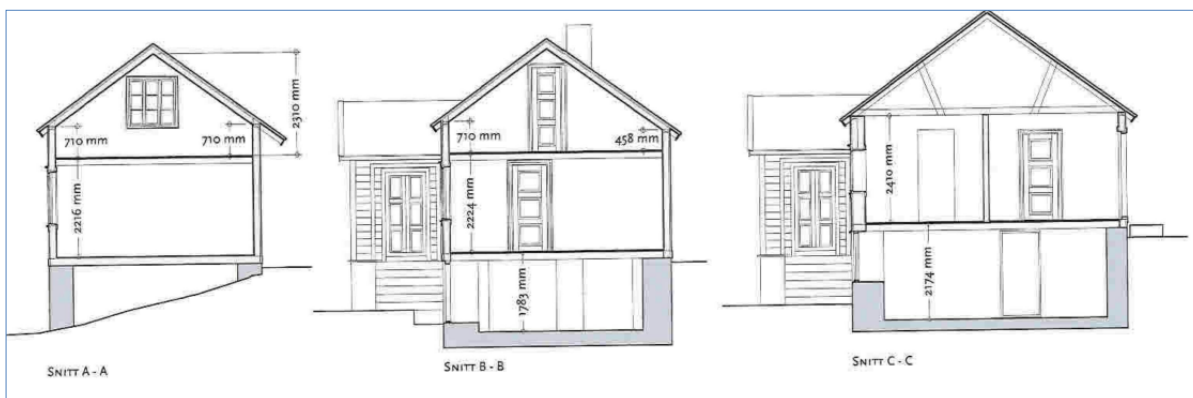 2310 mm
710 mm
710 mm
2216 mm
SNITT A - A
710 mm
458 mm
2224 mm
1783 mm
SNITT B - B
2410 mm
2174 mm
SNITT C - C